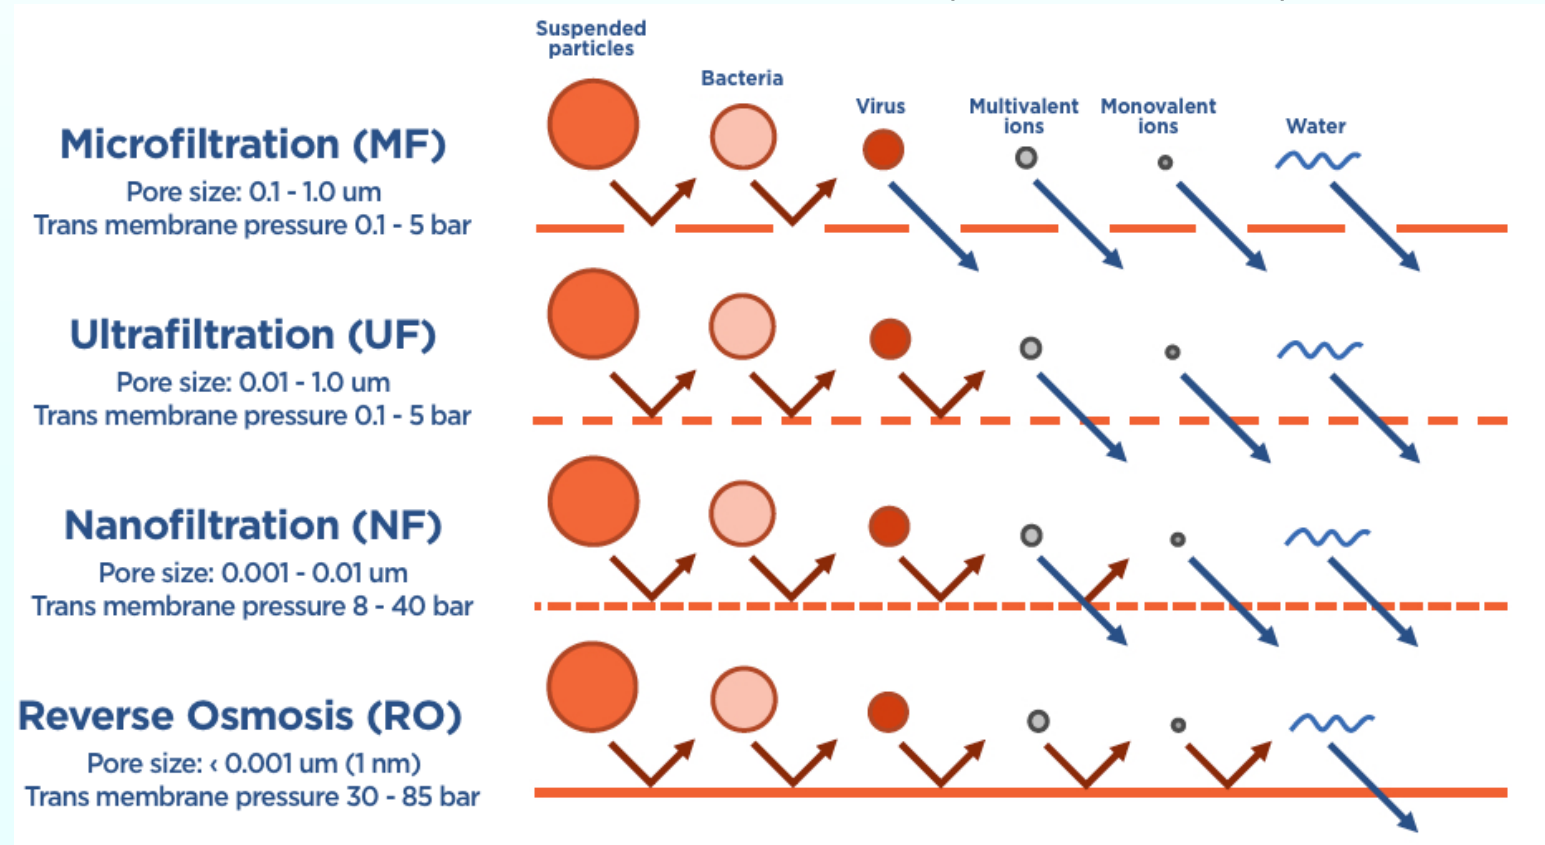 Suspended
particles
Bacteria
Virus
Multivalent
ions
Monovalent
ions
Water
Microfiltration (MF)
Pore size: 0.1 - 1.0 um
Trans membrane pressure 0.1 - 5 bar
Ultrafiltration (UF)
Pore size: 0.01 - 1.0 um
Trans membrane pressure 0.1 - 5 bar
Nanofiltration (NF)
Pore size: 0.001 - 0.01 um
Trans membrane pressure 8 - 40 bar
Reverse Osmosis (RO)
Pore size: < 0.001 um (1 nm)
Trans membrane pressure 30 - 85 bar